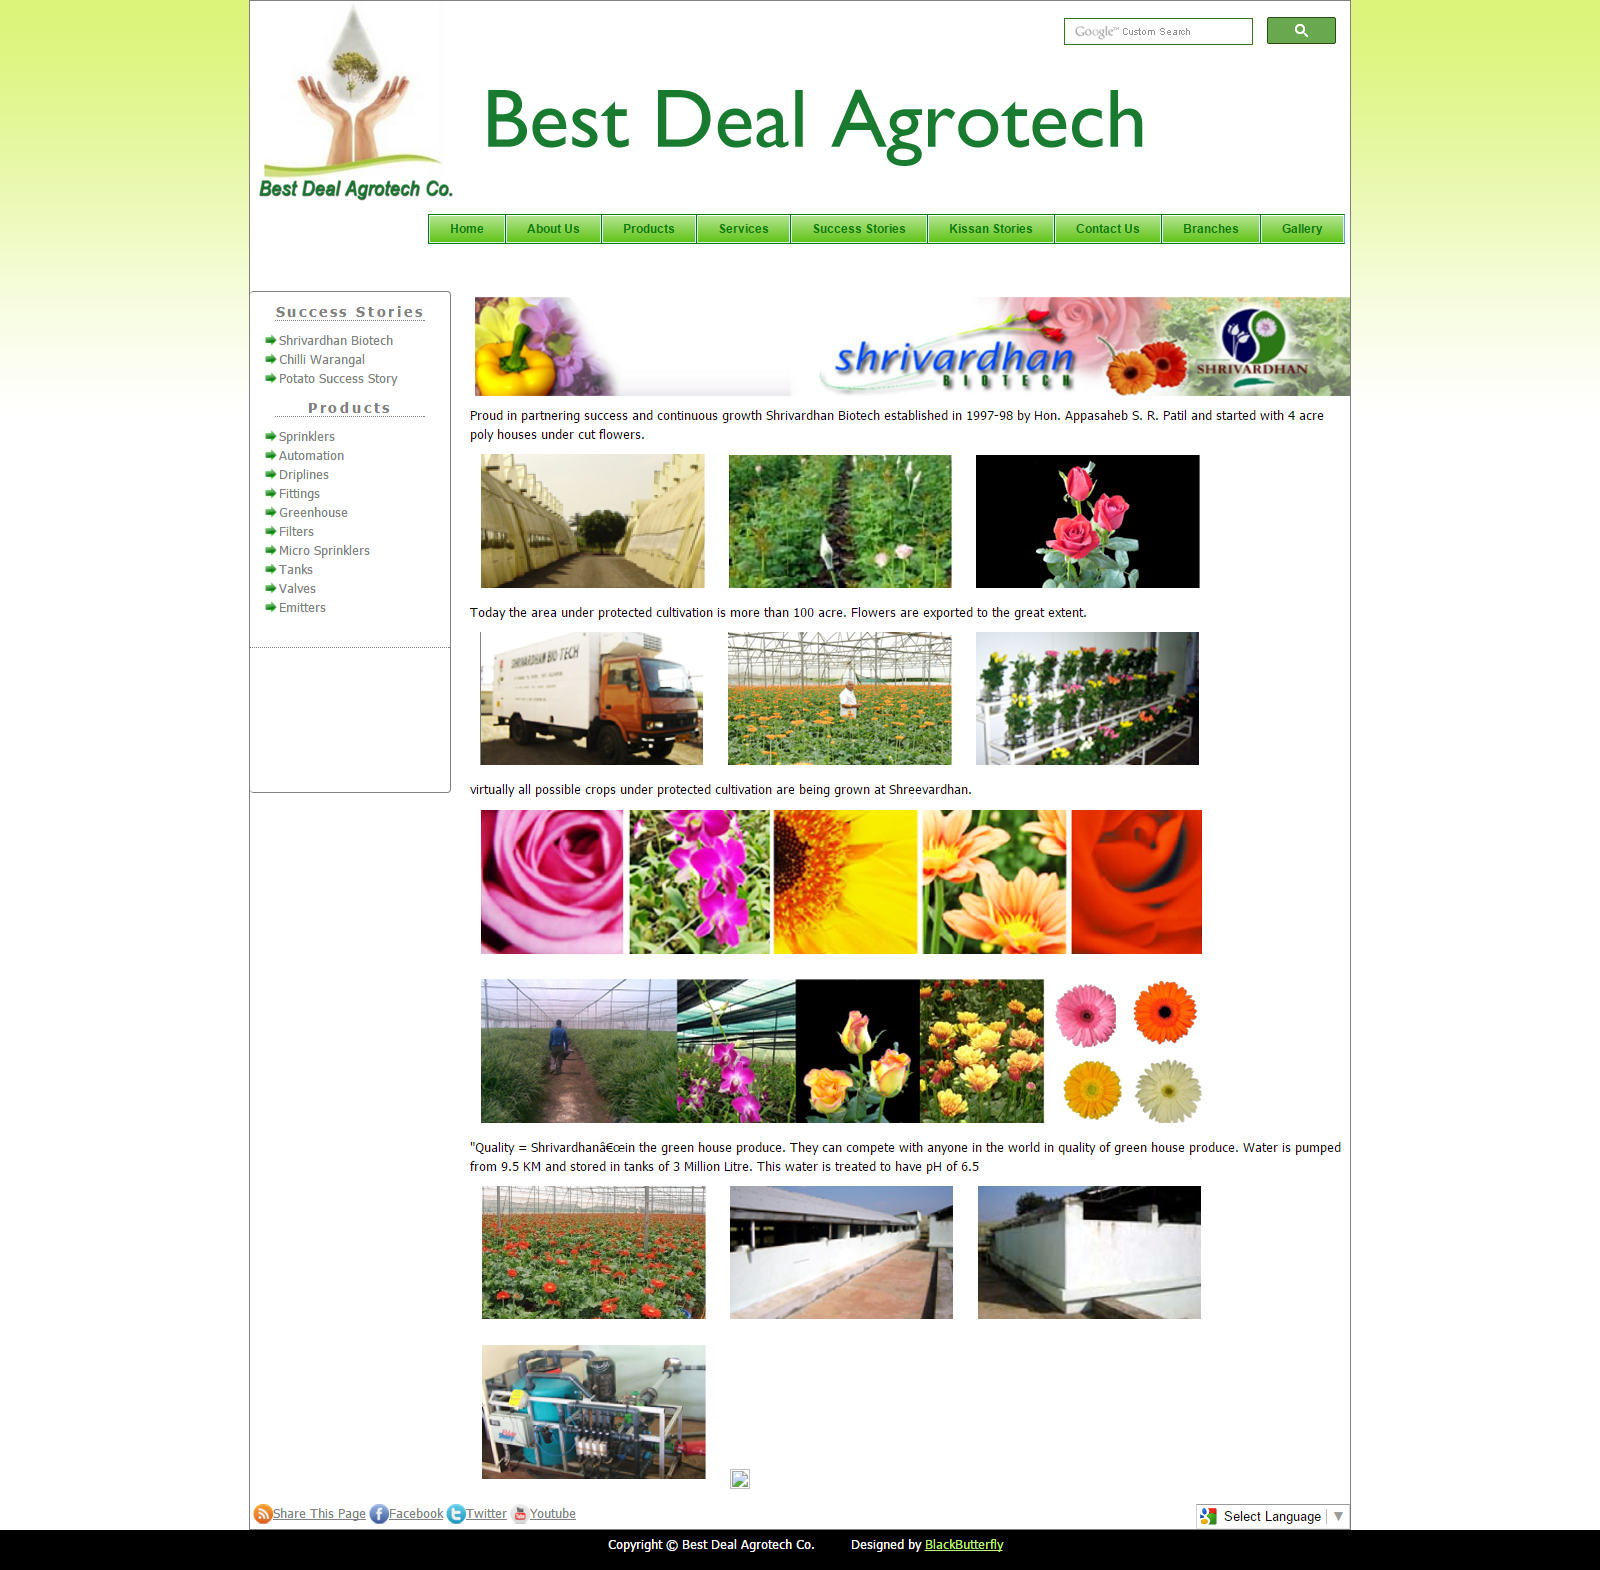 Google™ Custom Search
Best Deal Agrotech
Best Deal Agrotech Co.
Home About Us Products Services Success Stories Kissan Stories Contact Us Branches Gallery
Success Stories
Shrivardhan Biotech
Chilli Warangal
Potato Success Story
Products
Sprinklers
Automation
Driplines
Fittings
Greenhouse
Filters
Micro Sprinklers
Tanks
Valves
Emitters
shrivardhan
BIOTECH
SHRIVARDHAN
Proud in partnering success and continuous growth Shrivardhan Biotech established in 1997-98 by Hon. Appasaheb S. R. Patil and started with 4 acre
poly houses under cut flowers.
Today the area under protected cultivation is more than 100 acre. Flowers are exported to the great extent.
SHRIVARDHAN BIO TECH
virtually all possible crops under protected cultivation are being grown at Shreevardhan.
"Quality = Shrivardhanâ€œin the green house produce. They can compete with anyone in the world in quality of green house produce. Water is pumped
from 9.5 KM and stored in tanks of 3 Million Litre. This water is treated to have pH of 6.5
Share This Page Facebook Twitter Youtube
Select Language ▼
Copyright © Best Deal Agrotech Co. Designed by BlackButterfly